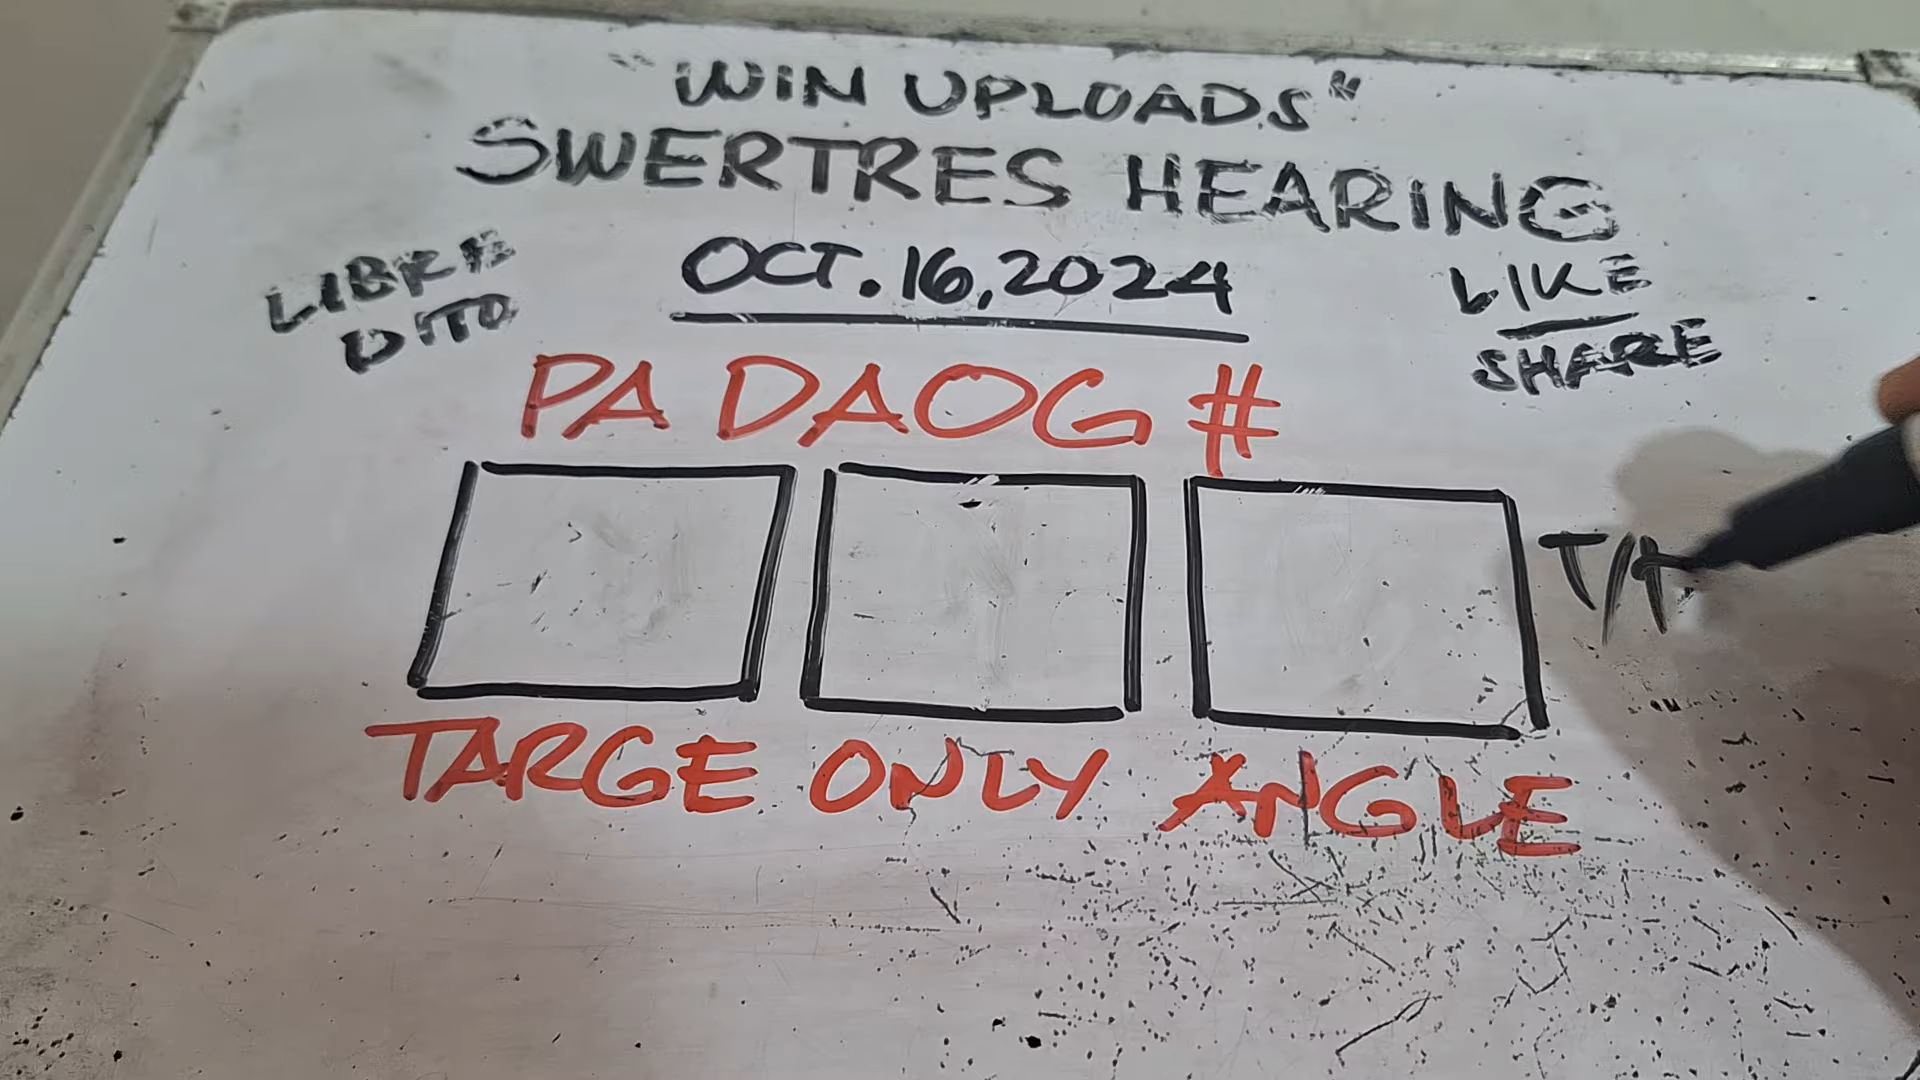 "WIN UPLOADS"
SWERTRES HEARING
OCT.16,2024
LIBRE
DITO
LIKE
SHARE
PA DAOG #
T/R
TARGE ONLY ANGLE